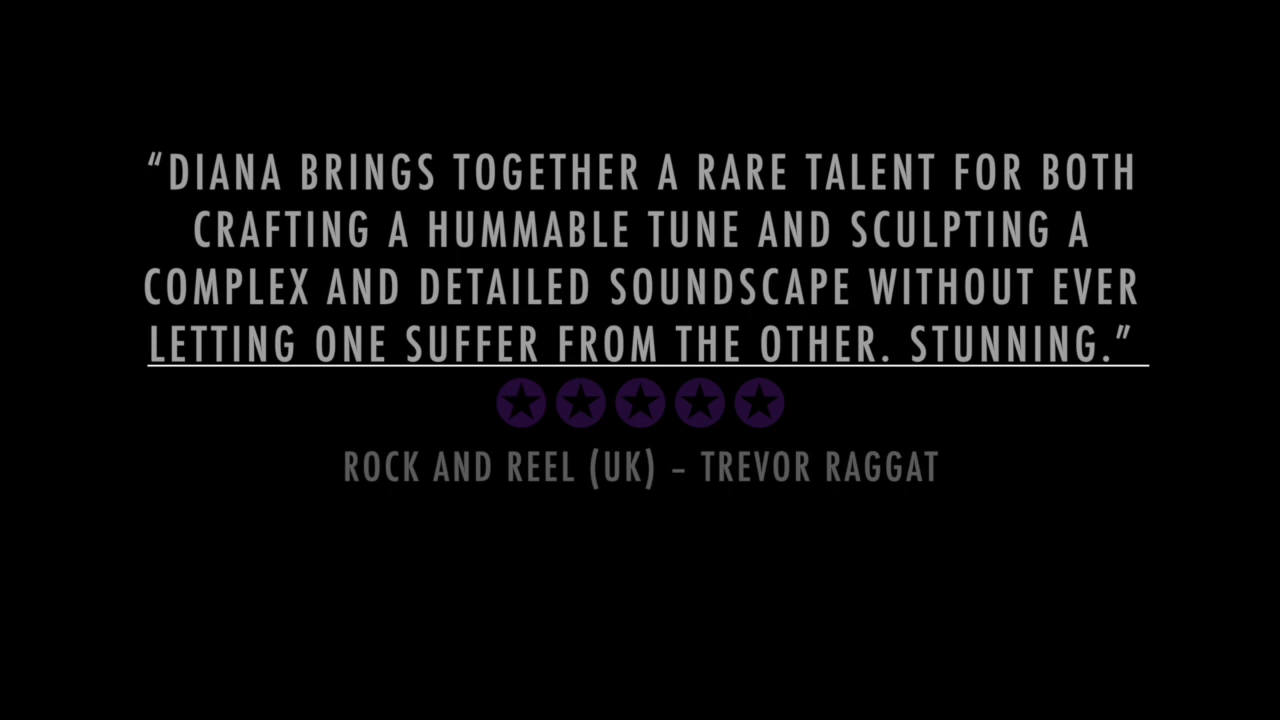 “DIANA BRINGS TOGETHER A RARE TALENT FOR BOTH
CRAFTING A HUMMABLE TUNE AND SCULPTING A
COMPLEX AND DETAILED SOUNDSCAPE WITHOUT EVER
LETTING ONE SUFFER FROM THE OTHER. STUNNING.”
ROCK AND REEL (UK) – TREVOR RAGGAT